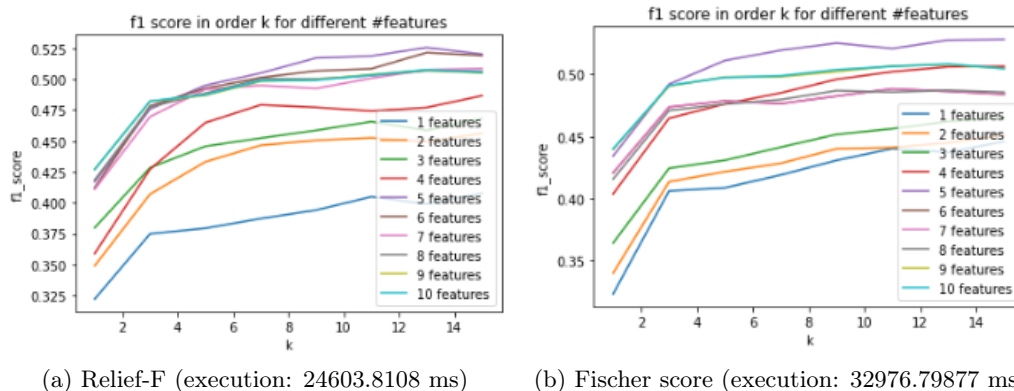 f1 score in order k for different #features
0.525
0.500
0.475
0.450
0.425
0.400
0.375
0.350
0.325
f1_score
2 4 6 8 10 12 14
k
1 features
2 features
3 features
4 features
5 features
6 features
7 features
8 features
9 features
10 features
(a) Relief-F (execution: 24603.8108 ms)
f1 score in order k for different #features
0.50
0.45
0.40
0.35
f1_score
2 4 6 8 10 12 14
k
1 features
2 features
3 features
4 features
5 features
6 features
7 features
8 features
9 features
10 features
(b) Fischer score (execution: 32976.79877 ms